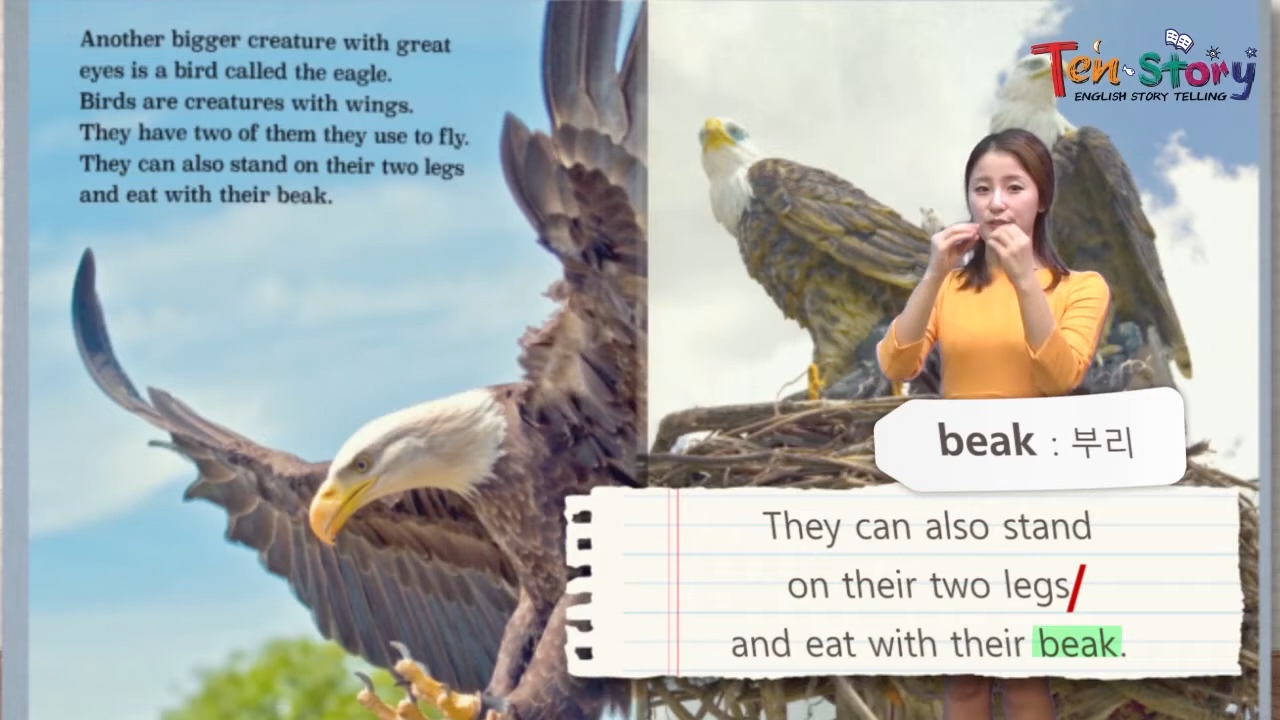 Another bigger creature with great
eyes is a bird called the eagle.
Birds are creatures with wings.
They have two of them they use to fly.
They can also stand on their two legs
and eat with their beak.
Ten Story
ENGLISH STORY TELLING
beak : 부리
They can also stand
on their two legs/
and eat with their beak.